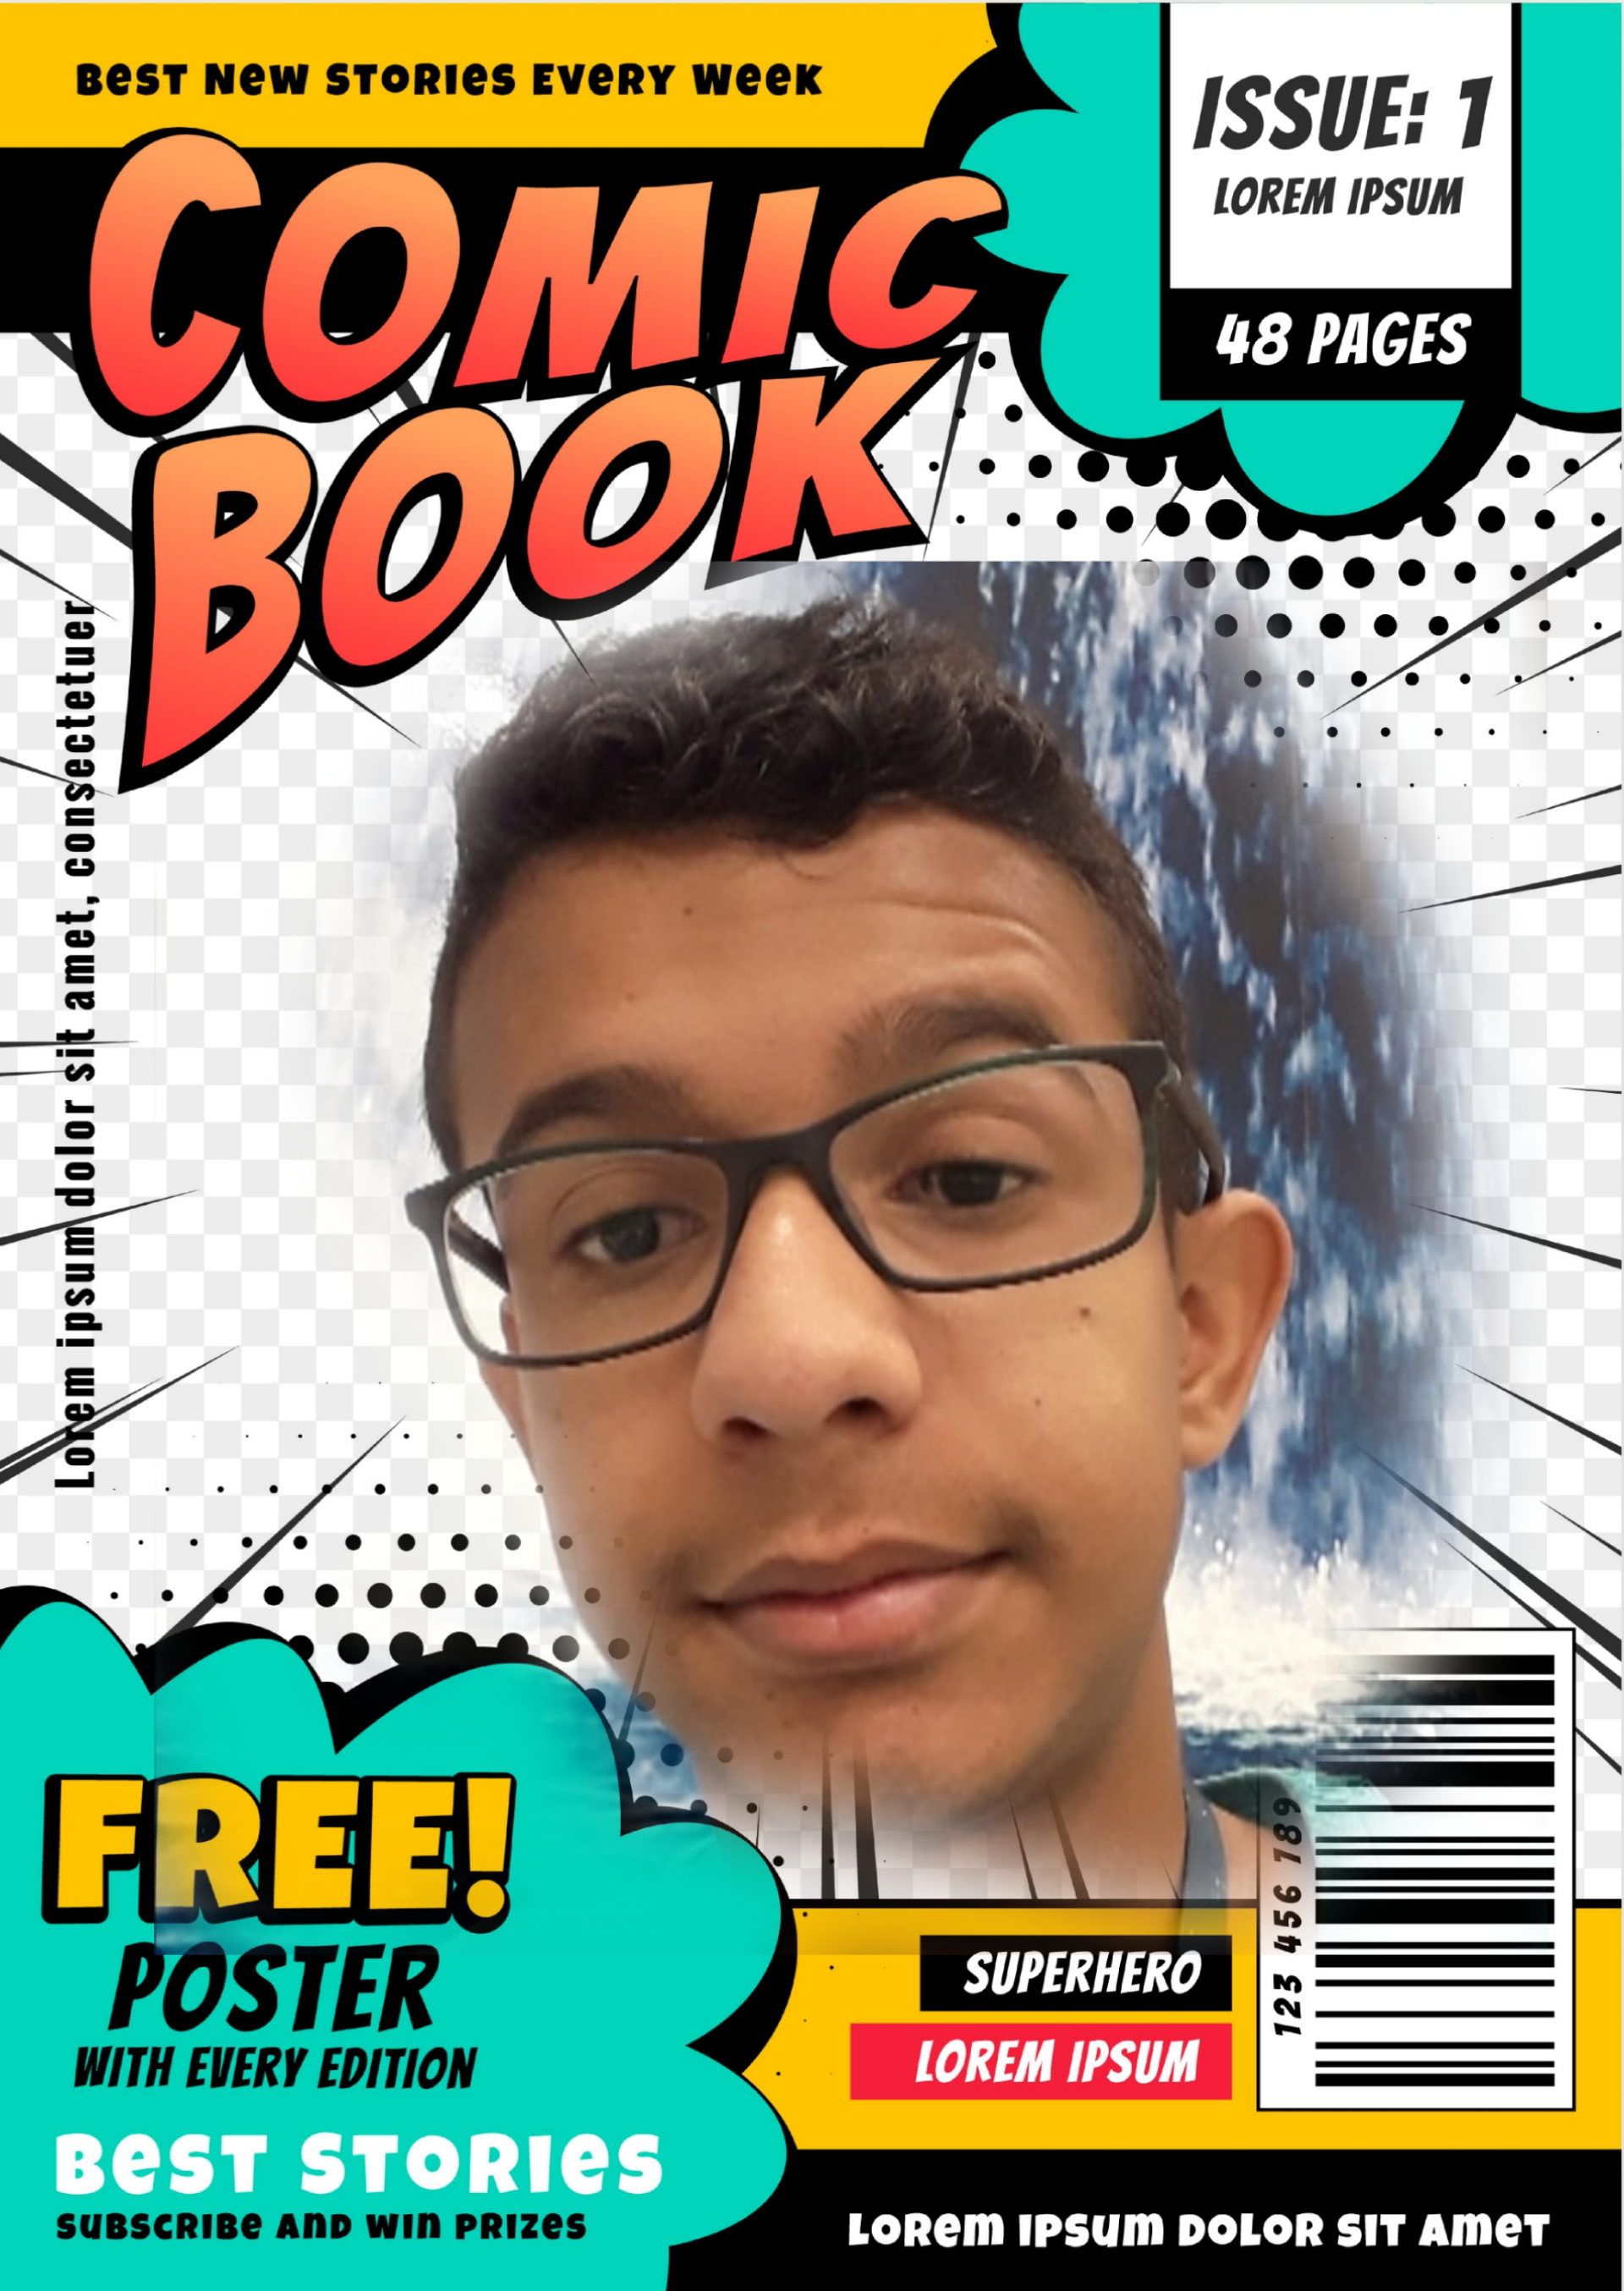 BEST NEW STORIES EVERY WEEK
COMIC
BOOK
ISSUE: 1
LOREM IPSUM
48 PAGES
Lorem ipsum dolor sit amet, consectetuer
FREE!
POSTER
WITH EVERY EDITION
BEST STORIES
SUBSCRIBE AND WIN PRIZES
SUPERHERO
LOREM IPSUM
123 456 789
LOREM IPSUM DOLOR SIT AMET